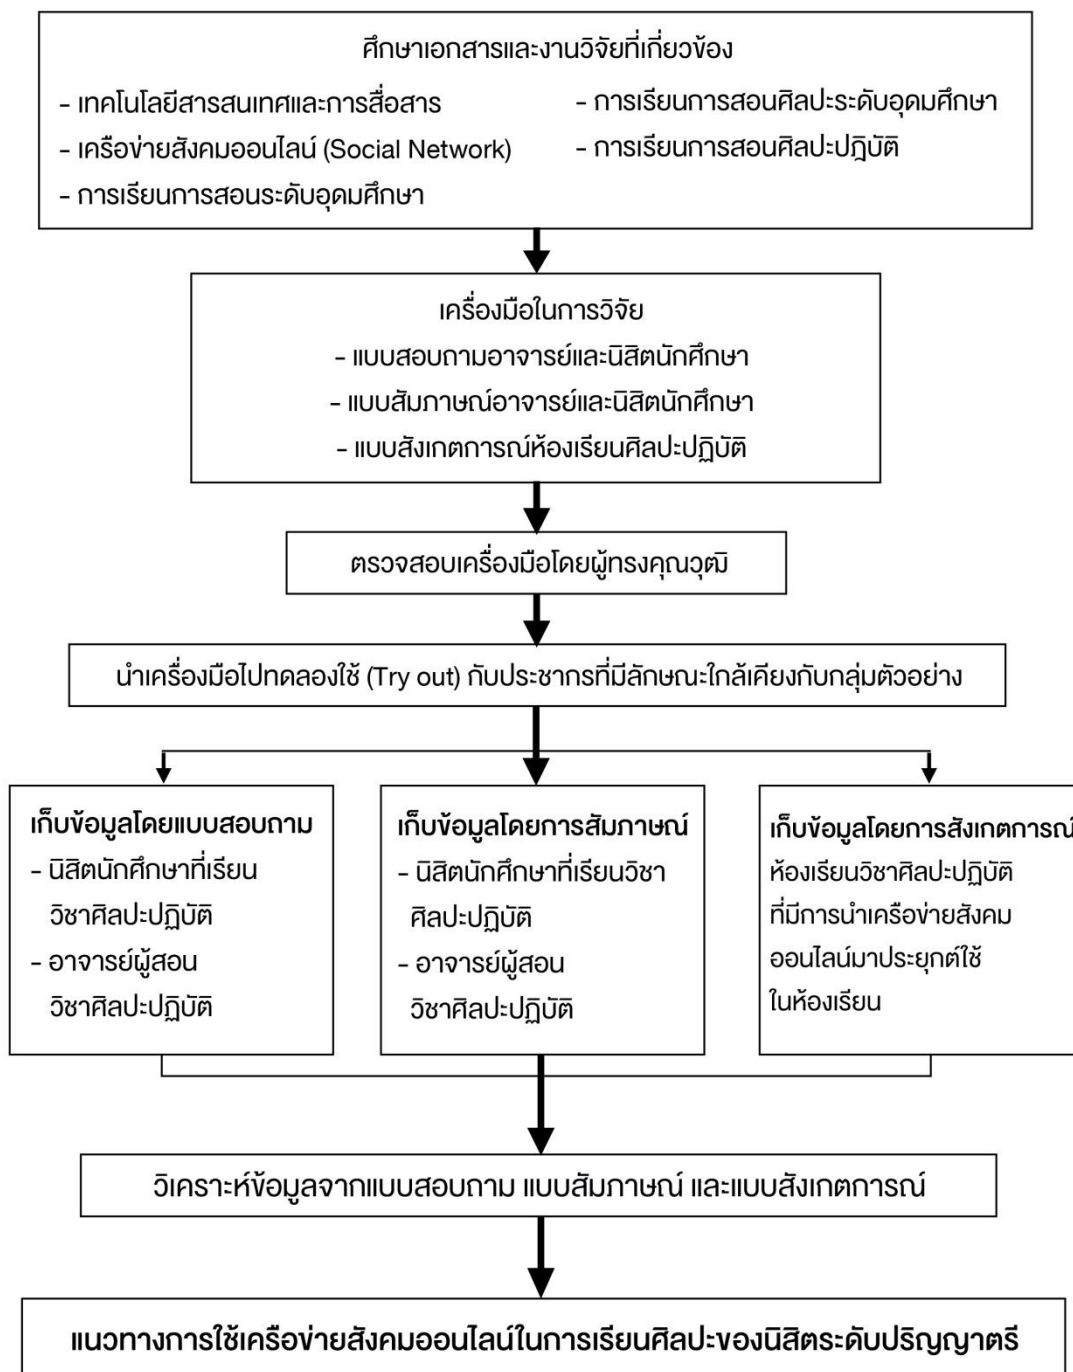 ศึกษาเอกสารและงานวิจัยที่เกี่ยวข้อง
- เทคโนโลยีสารสนเทศและการสื่อสาร
- เครือข่ายสังคมออนไลน์ (Social Network)
- การเรียนการสอนระดับอุดมศึกษา
- การเรียนการสอนศิลปะระดับอุดมศึกษา
- การเรียนการสอนศิลปะปฎิบัติ
เครื่องมือในการวิจัย
- แบบสอบถามอาจารย์และนิสิตนักศึกษา
- แบบสัมภาษณ์อาจารย์และนิสิตนักศึกษา
- แบบสังเกตการณ์ห้องเรียนศิลปะปฏิบัติ
ตรวจสอบเครื่องมือโดยผู้ทรงคุณวุฒิ
นำเครื่องมือไปทดลองใช้ (Try out) กับประชากรที่มีลักษณะใกล้เคียงกับกลุ่มตัวอย่าง
เก็บข้อมูลโดยแบบสอบถาม
- นิสิตนักศึกษาที่เรียน
วิชาศิลปะปฏิบัติ
- อาจารย์ผู้สอน
วิชาศิลปะปฏิบัติ
เก็บข้อมูลโดยการสัมภาษณ์
- นิสิตนักศึกษาที่เรียนวิชา
ศิลปะปฏิบัติ
- อาจารย์ผู้สอน
วิชาศิลปะปฏิบัติ
เก็บข้อมูลโดยการสังเกตการณ์
ห้องเรียนวิชาศิลปะปฏิบัติ
ที่มีการนำเครือข่ายสังคม
ออนไลน์มาประยุกต์ใช้
ในห้องเรียน
วิเคราะห์ข้อมูลจากแบบสอบถาม แบบสัมภาษณ์ และแบบสังเกตการณ์
แนวทางการใช้เครือข่ายสังคมออนไลน์ในการเรียนศิลปะของนิสิตระดับปริญญาตรี